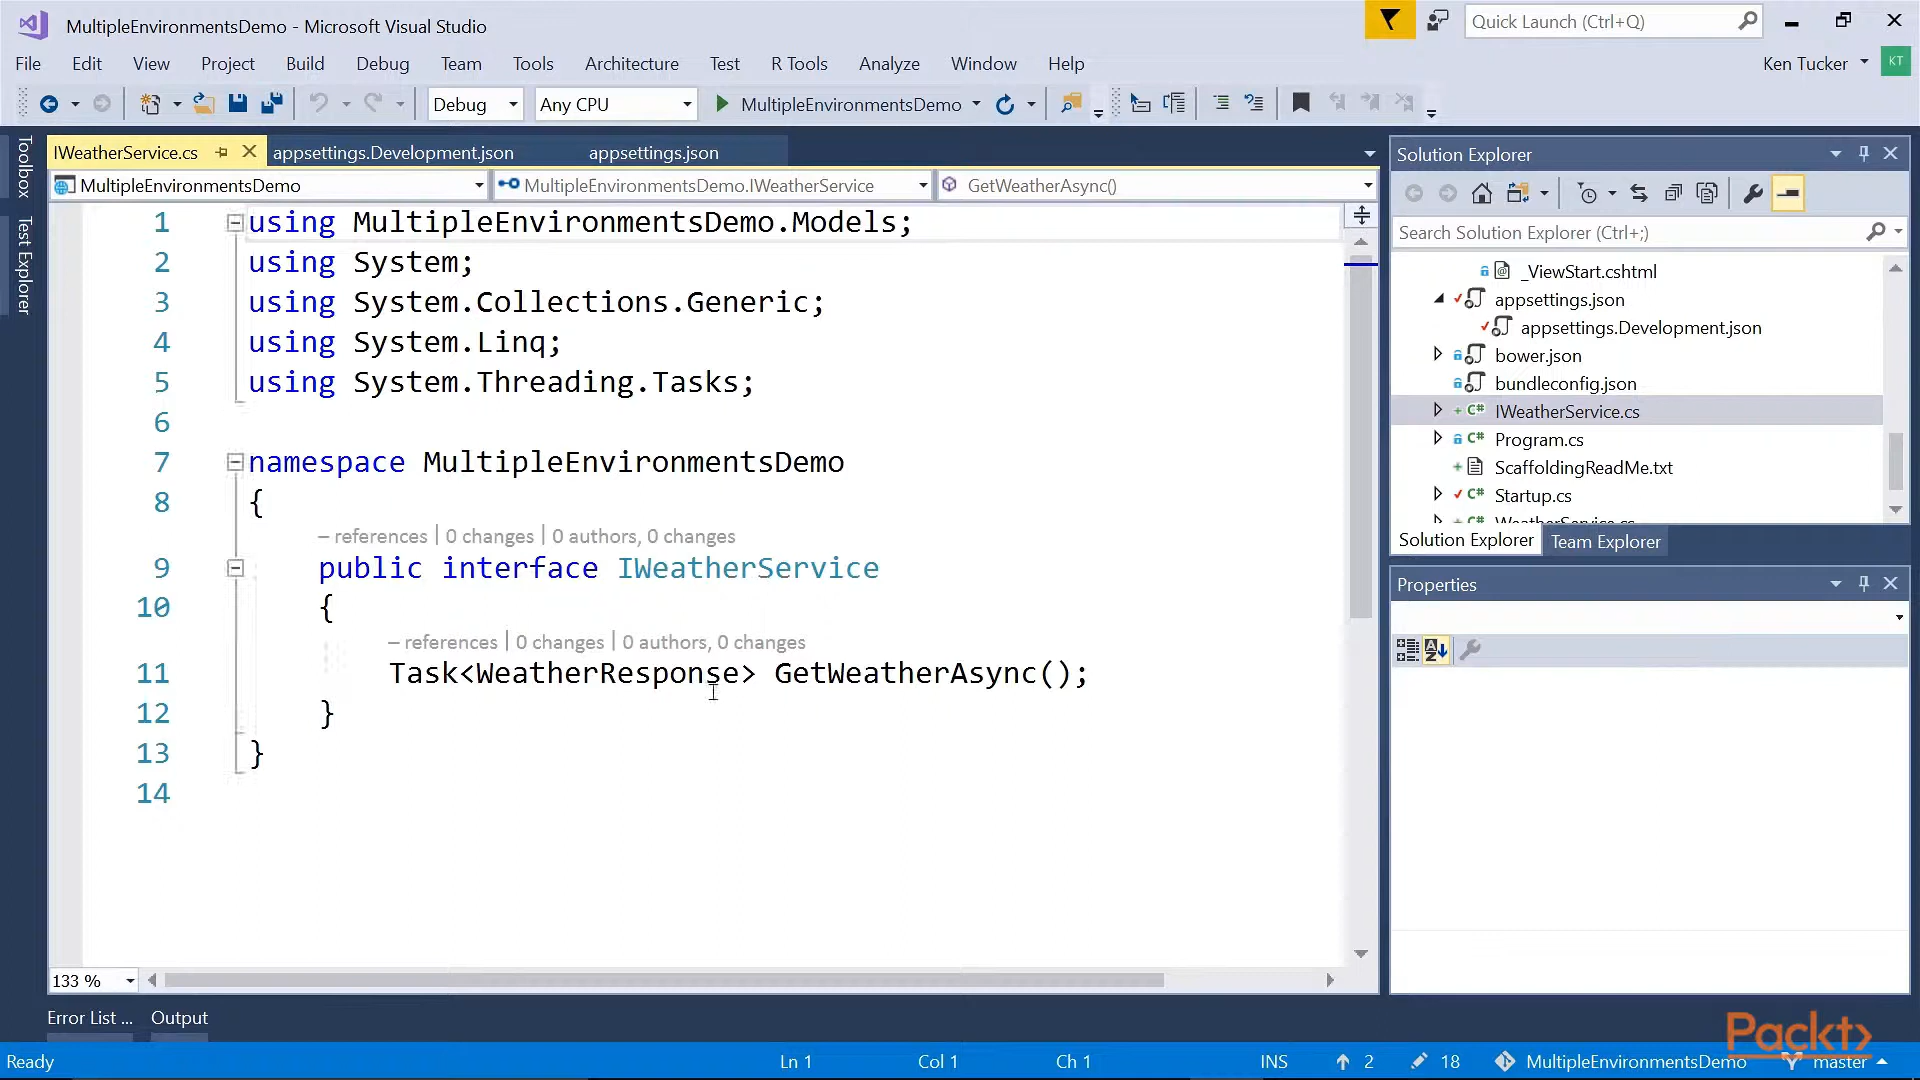 MultipleEnvironmentsDemo - Microsoft Visual Studio
Quick Launch (Ctrl+Q)
File Edit View Project Build Debug Team Tools Architecture Test R Tools Analyze Window Help
Ken Tucker KT
Debug Any CPU MultipleEnvironmentsDemo
Toolbox
Test Explorer
IWeatherService.cs appsettings.Development.json appsettings.json
MultipleEnvironmentsDemo MultipleEnvironmentsDemo.IWeatherService GetWeatherAsync()
1 using MultipleEnvironmentsDemo.Models;
2 using System;
3 using System.Collections.Generic;
4 using System.Linq;
5 using System.Threading.Tasks;
6
7 namespace MultipleEnvironmentsDemo
8 {
– references | 0 changes | 0 authors, 0 changes
9 public interface IWeatherService
10 {
– references | 0 changes | 0 authors, 0 changes
11 Task<WeatherResponse> GetWeatherAsync();
12 }
13 }
14
133 %
Solution Explorer
Search Solution Explorer (Ctrl+;)
_ViewStart.cshtml
appsettings.json
appsettings.Development.json
bower.json
bundleconfig.json
C# IWeatherService.cs
C# Program.cs
ScaffoldingReadMe.txt
C# Startup.cs
Solution Explorer Team Explorer
Properties
Error List ... Output
Packt>
Ready Ln 1 Col 1 Ch 1 INS 2 18 MultipleEnvironmentsDemo master